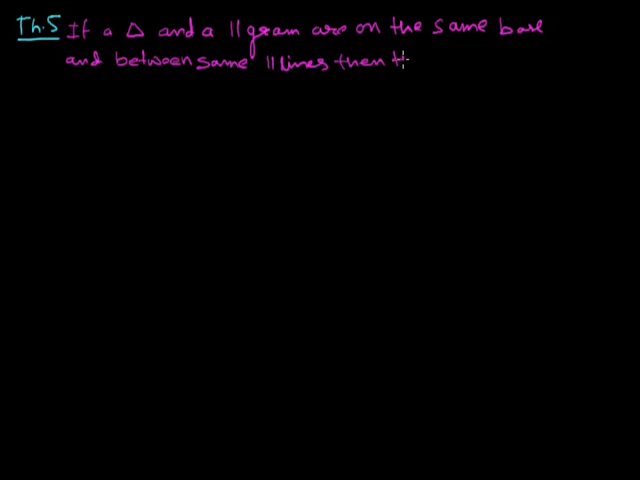 Th.5 If a Δ and a ||gram are on the same base
and between same || lines then t